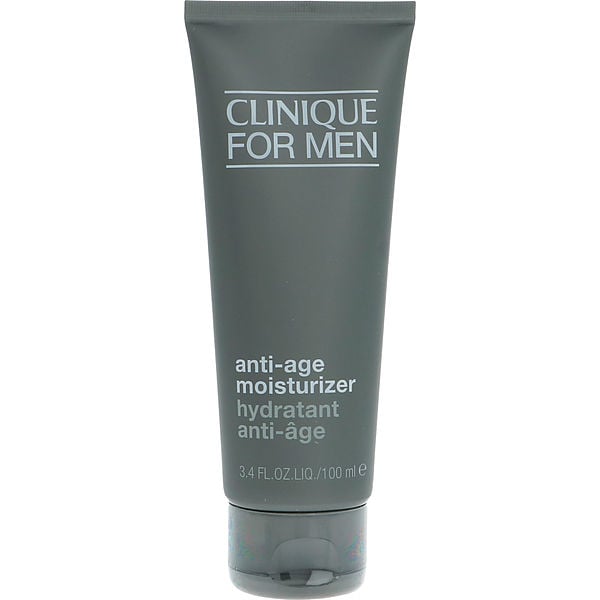 CLINIQUE
FOR MEN
anti-age
moisturizer
hydratant
anti-âge
3.4 FL.OZ.LIQ./100 ml ℮